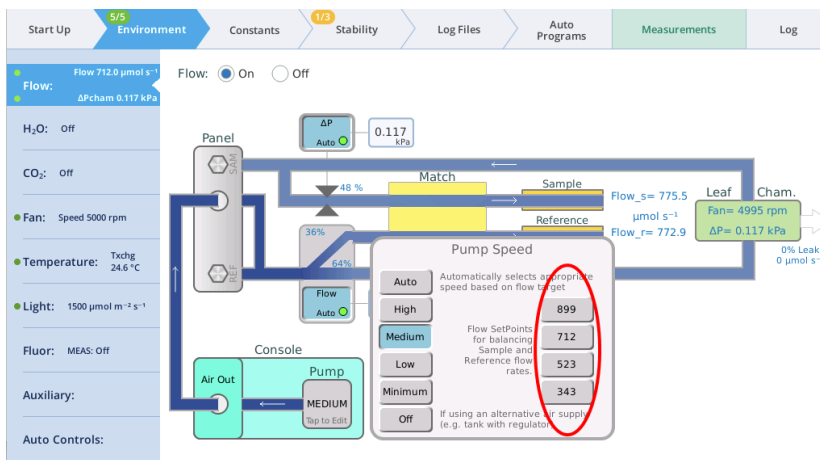 5/5
1/3
Start Up
Environment
Constants
Stability
Log Files
Auto
Programs
Measurements
Log
Flow 712.0 µmol s⁻¹
Flow:
ΔPcham 0.117 kPa
H₂O: Off
CO₂: Off
Fan: Speed 5000 rpm
Temperature: Txchg
24.6 °C
Light: 1500 µmol m⁻² s⁻¹
Fluor: MEAS: Off
Auxiliary:
Auto Controls:
Flow: On Off
ΔP
Auto
0.117
kPa
Panel
SAM
REF
48 %
Match
Sample
Reference
Flow_s= 775.5
µmol s⁻¹
Flow_r= 772.9
Leaf Cham.
Fan= 4995 rpm
ΔP= 0.117 kPa
0% Leak
0 µmol s⁻
36%
64%
Flow
Auto
Console
Air Out
Pump
MEDIUM
Tap to Edit
Pump Speed
Auto
Automatically selects appropriate
speed based on flow target
High
899
Medium
712
Low
523
Minimum
343
Off
Flow SetPoints
for balancing
Sample and
Reference flow
rates.
If using an alternative air supply
(e.g. tank with regulator)